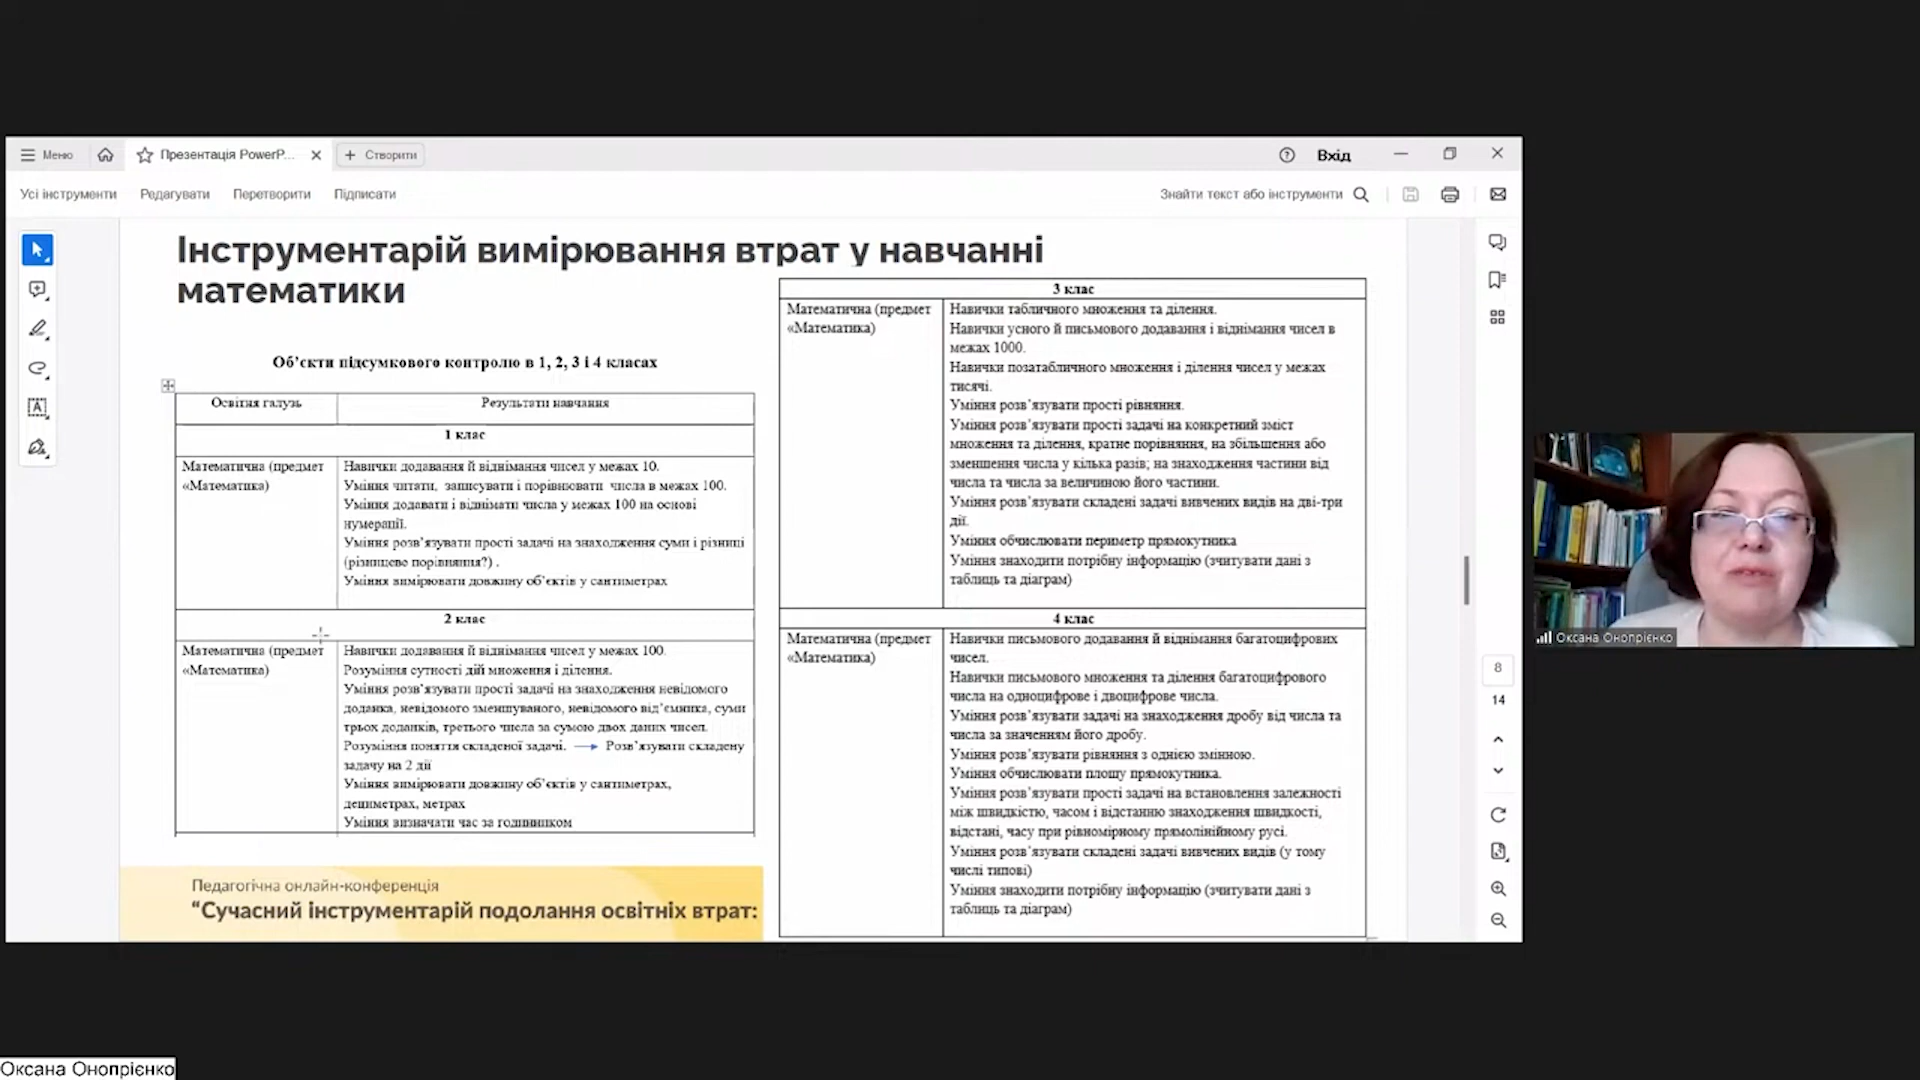 Меню
Презентація PowerP...
Створити
Вхід
Усі інструменти
Редагувати
Перетворити
Підписати
Знайти текст або інструменти
Інструментарій вимірювання втрат у навчанні
математики
Об’єкти підсумкового контролю в 1, 2, 3 і 4 класах
Освітня галузь
Результати навчання
1 клас
Математична (предмет
«Математика)
Навички додавання й віднімання чисел у межах 10.
Уміння читати, записувати і порівнювати числа в межах 100.
Уміння додавати і віднімати числа у межах 100 на основі
нумерації.
Уміння розв’язувати прості задачі на знаходження суми і різниці
(різницеве порівняння?) .
Уміння вимірювати довжину об’єктів у сантиметрах
2 клас
Математична (предмет
«Математика)
Навички додавання й віднімання чисел у межах 100.
Розуміння сутності дій множення і ділення.
Уміння розв’язувати прості задачі на знаходження невідомого
доданка, невідомого зменшуваного, невідомого від’ємника, суми
трьох доданків, третього числа за сумою двох даних чисел.
Розуміння поняття складеної задачі. → Розв’язувати складену
задачу на 2 дії
Уміння вимірювати довжину об’єктів у сантиметрах,
дециметрах, метрах
Уміння визначати час за годинником
3 клас
Математична (предмет
«Математика)
Навички табличного множення та ділення.
Навички усного й письмового додавання і віднімання чисел в
межах 1000.
Навички позатабличного множення і ділення чисел у межах
тисячі.
Уміння розв’язувати прості рівняння.
Уміння розв’язувати прості задачі на конкретний зміст
множення та ділення, кратне порівняння, на збільшення або
зменшення числа у кілька разів; на знаходження частини від
числа та числа за величиною його частини.
Уміння розв’язувати складені задачі вивчених видів на дві-три
дії.
Уміння обчислювати периметр прямокутника
Уміння знаходити потрібну інформацію (зчитувати дані з
таблиць та діаграм)
4 клас
Математична (предмет
«Математика)
Навички письмового додавання й віднімання багатоцифрових
чисел.
Навички письмового множення та ділення багатоцифрового
числа на одноцифрове і двоцифрове числа.
Уміння розв’язувати задачі на знаходження дробу від числа та
числа за значенням його дробу.
Уміння розв’язувати рівняння з однією змінною.
Уміння обчислювати площу прямокутника.
Уміння розв’язувати прості задачі на встановлення залежності
між швидкістю, часом і відстанню знаходження швидкості,
відстані, часу при рівномірному прямолінійному русі.
Уміння розв’язувати складені задачі вивчених видів (у тому
числі типові)
Уміння знаходити потрібну інформацію (зчитувати дані з
таблиць та діаграм)
Педагогічна онлайн-конференція
“Сучасний інструментарій подолання освітніх втрат:
8
14
Оксана Онопрієнко
Оксана Онопрієнко